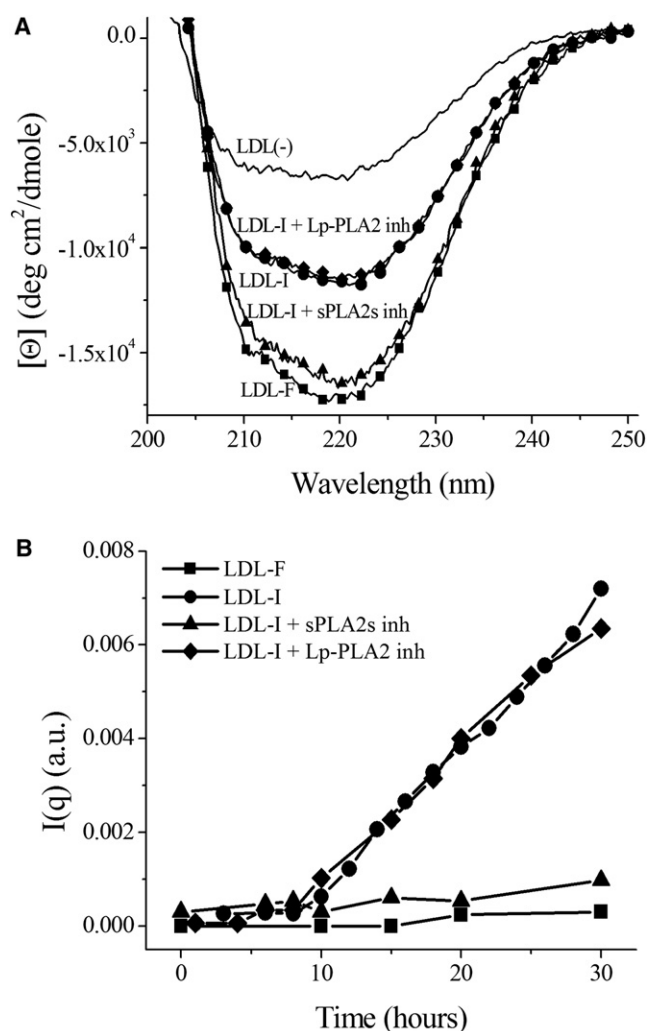 A
0.0
-5.0x10³
-1.0x10⁴
-1.5x10⁴
[Θ] (deg cm²/dmole)
LDL(-)
LDL-I + Lp-PLA2 inh
LDL-I
LDL-I + sPLA2s inh
LDL-F
200 210 220 230 240 250
Wavelength (nm)
B
0.008
0.006
0.004
0.002
0.000
I(q) (a.u.)
LDL-F
LDL-I
LDL-I + sPLA2s inh
LDL-I + Lp-PLA2 inh
0 10 20 30
Time (hours)